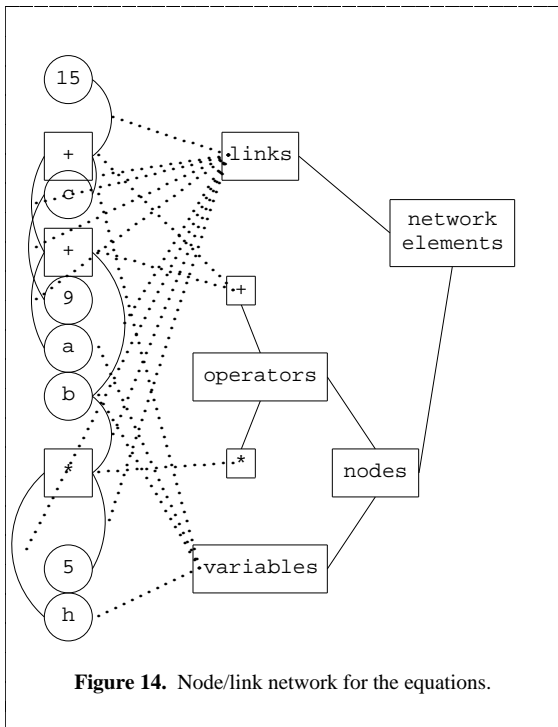 15
+
links
c
network
elements
+
9
+
a
operators
b
*
*
nodes
5
variables
h
Figure 14. Node/link network for the equations.